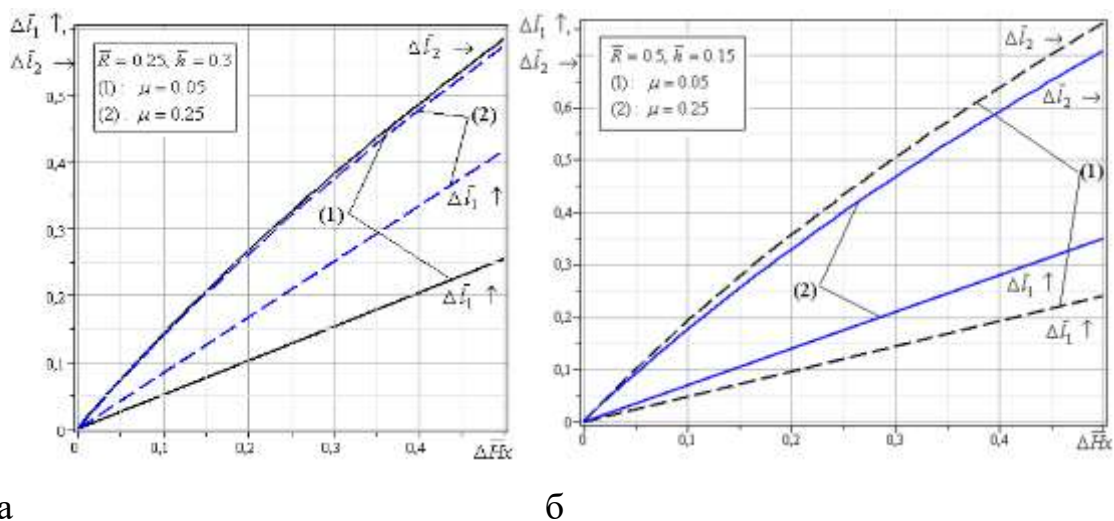 Δl̄₁ ↑,
Δl̄₂ →
R̄ = 0.25, h̄ = 0.3
(1) : μ = 0.05
(2) : μ = 0.25
Δl̄₂ →
(2)
Δl̄₁ ↑
(1)
Δl̄₁ ↑
0,5
0,4
0,3
0,2
0,1
0
0 0,1 0,2 0,3 0,4
ΔH̄x
а
Δl̄₁ ↑,
Δl̄₂ →
R̄ = 0.5, h̄ = 0.15
(1) : μ = 0.05
(2) : μ = 0.25
Δl̄₂ →
Δl̄₂ →
(1)
(2)
Δl̄₁ ↑
Δl̄₁ ↑
0,6
0,5
0,4
0,3
0,2
0,1
0
0 0,1 0,2 0,3 0,4
ΔH̄x
б